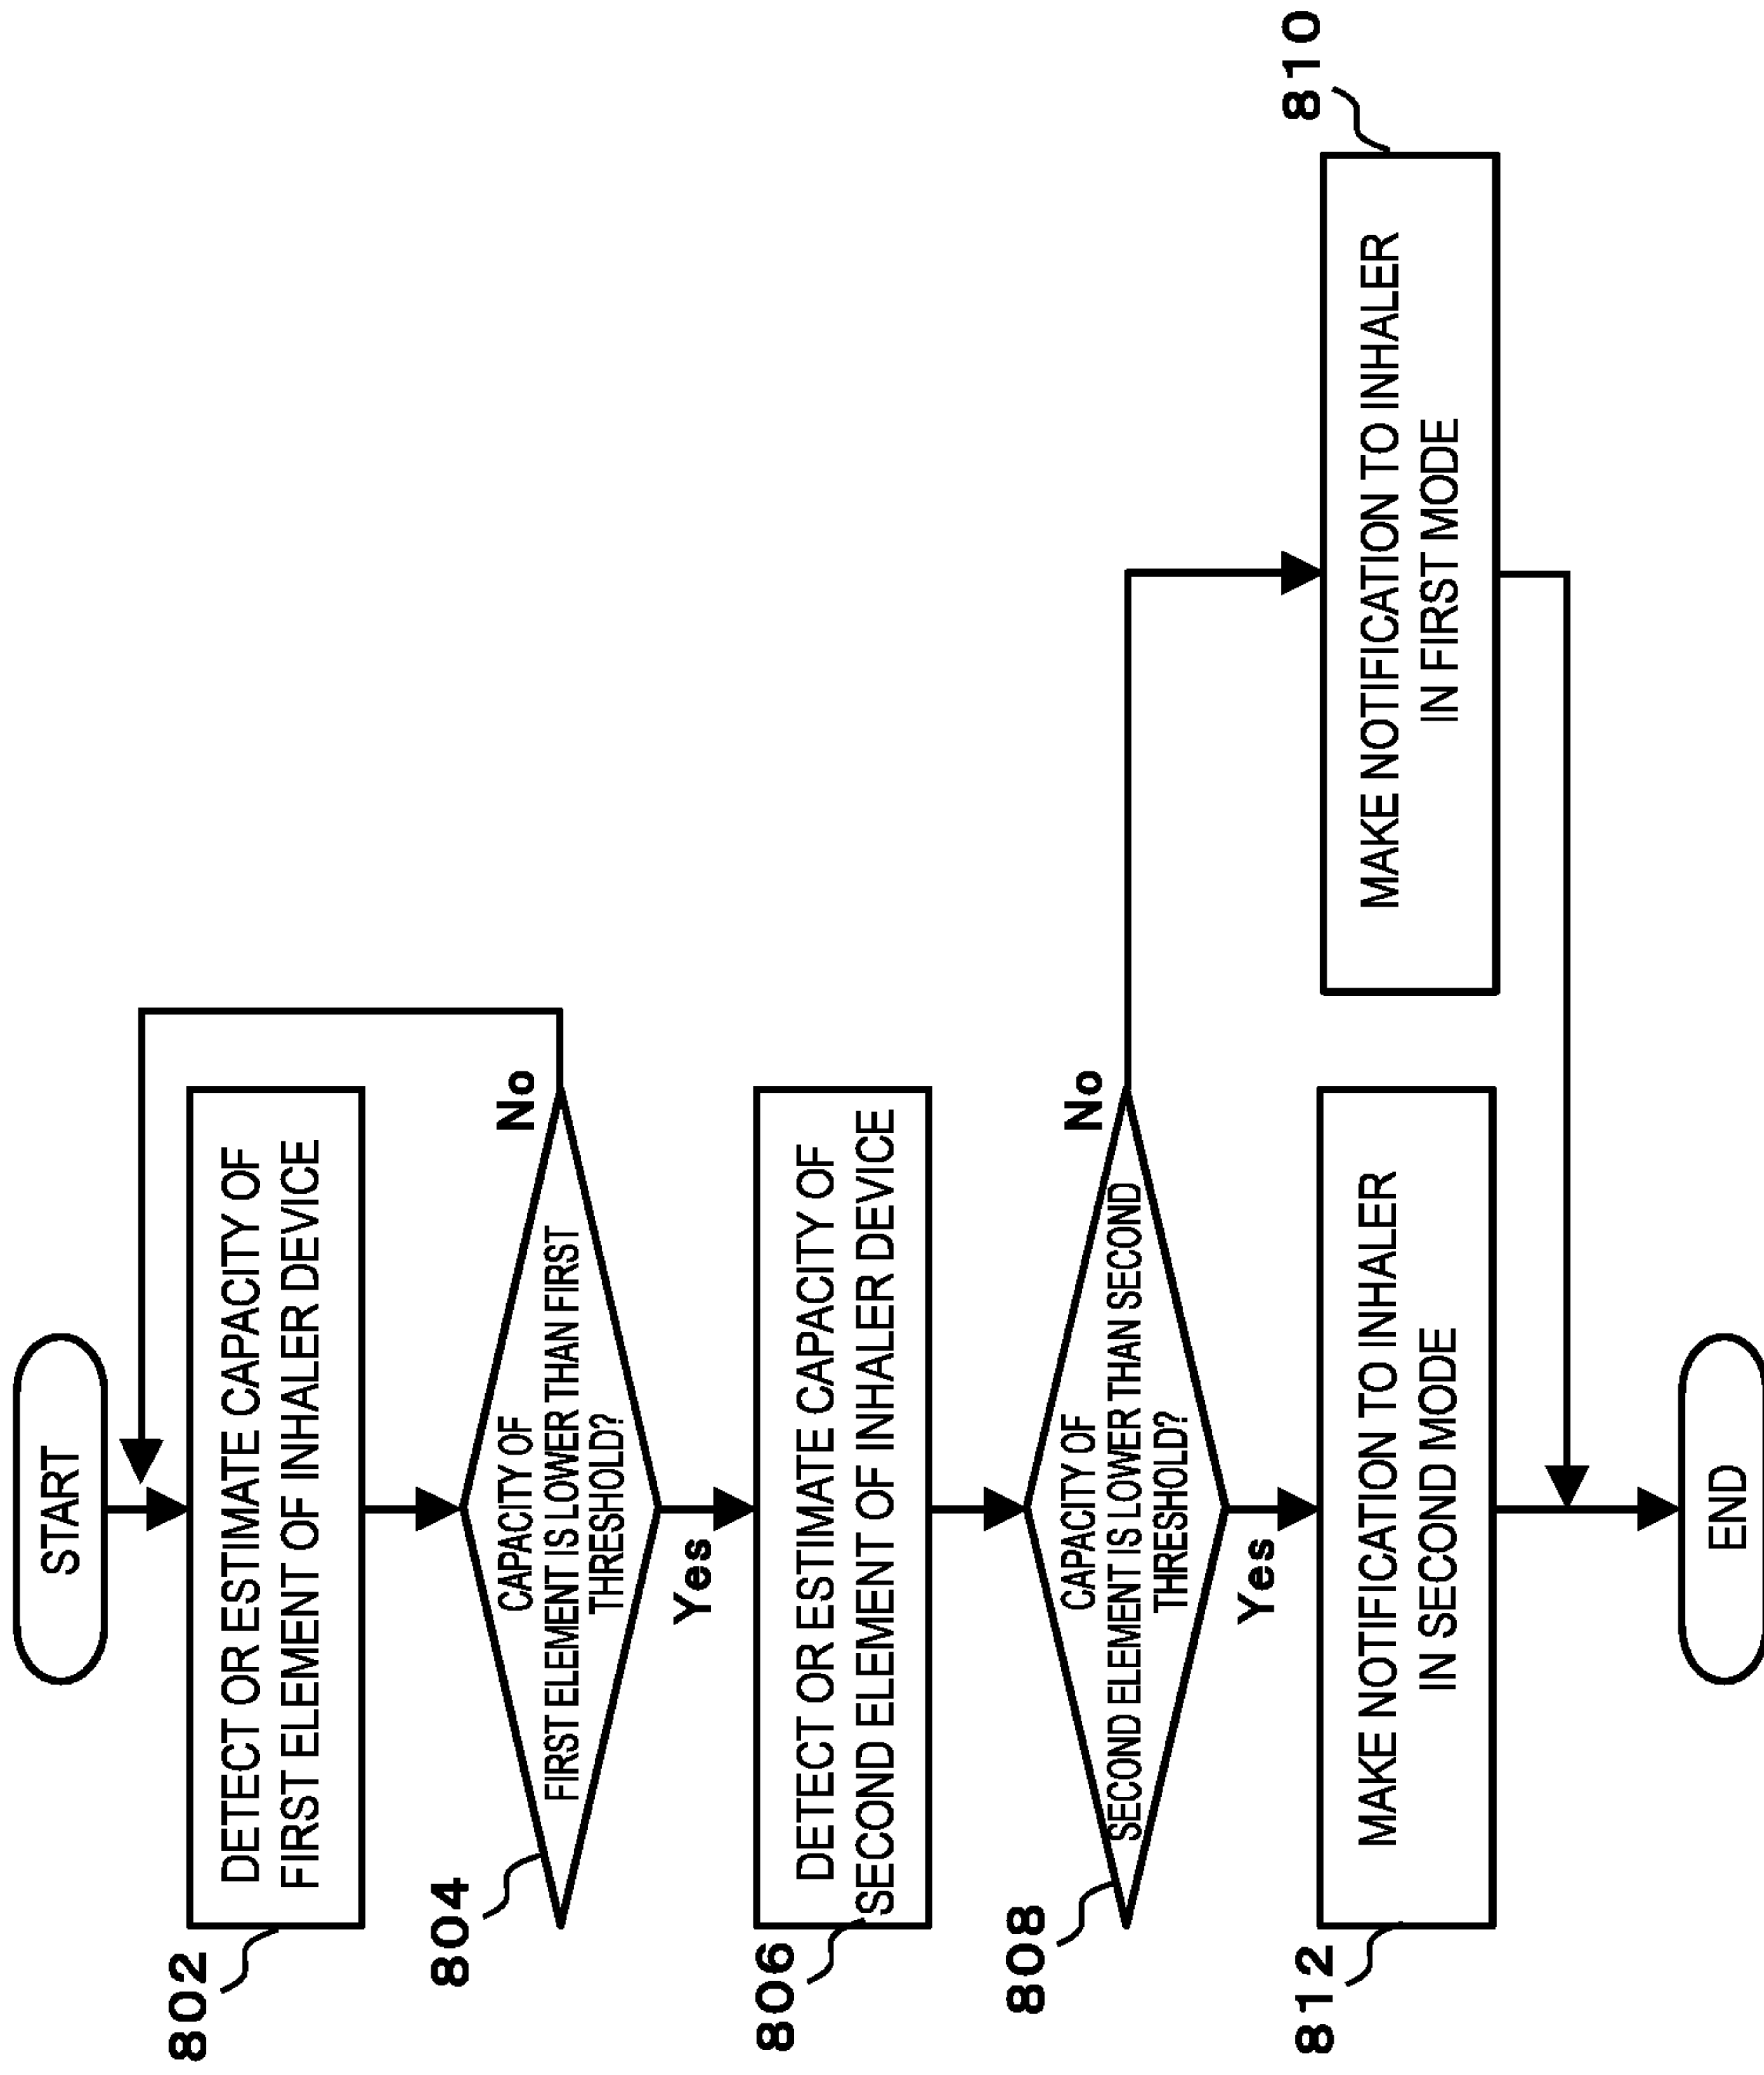 START
802
DETECT OR ESTIMATE CAPACITY OF
FIRST ELEMENT OF INHALER DEVICE
804
CAPACITY OF
FIRST ELEMENT IS LOWER THAN FIRST
THRESHOLD?
No
Yes
806
DETECT OR ESTIMATE CAPACITY OF
SECOND ELEMENT OF INHALER DEVICE
808
CAPACITY OF
SECOND ELEMENT IS LOWER THAN SECOND
THRESHOLD?
No
Yes
812
MAKE NOTIFICATION TO INHALER
IN SECOND MODE
810
MAKE NOTIFICATION TO INHALER
IN FIRST MODE
END